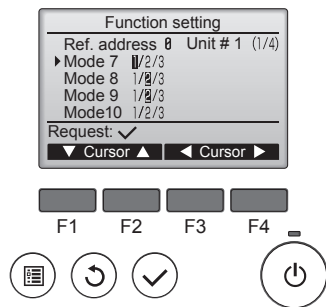 Function setting
Ref. address 0 Unit # 1 (1/4)
Mode 7 1/2/3
Mode 8 1/2/3
Mode 9 1/2/3
Mode10 1/2/3
Request: ✓
▼ Cursor ▲ ◀ Cursor ▶
F1 F2 F3 F4